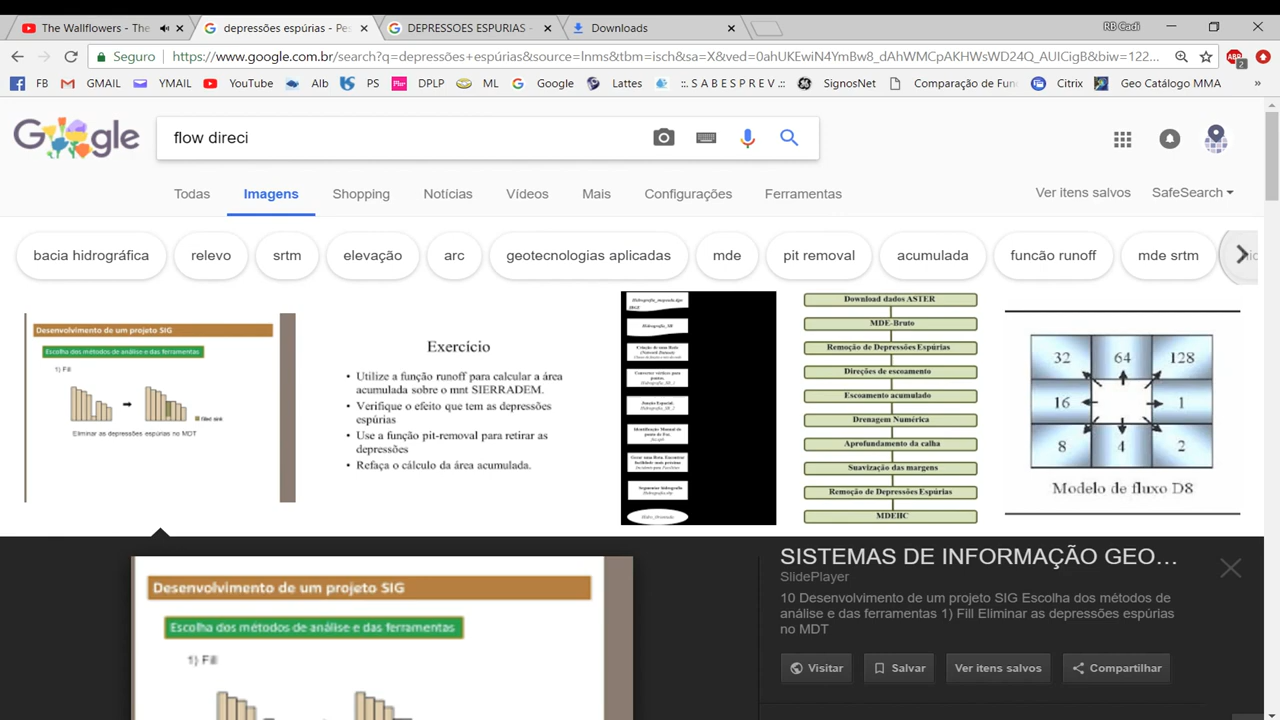 The Wallflowers - The
depressões espúrias - Pes
DEPRESSOES ESPURIAS -
Downloads
RB Cadi
Seguro
https://www.google.com.br/search?q=depressões+espúrias&source=lnms&tbm=isch&sa=X&ved=0ahUKEwiN4YmBw8_dAhWMCpAKHWsWD24Q_AUICigB&biw=122...
ABP
2
FB
GMAIL
YMAIL
YouTube
Alb
PS
DPLP
ML
Google
Lattes
::. S A B E S P R E V .::
SignosNet
Comparação de Fun
Citrix
Geo Catálogo MMA
»
Google
flow direci
Todas
Imagens
Shopping
Notícias
Vídeos
Mais
Configurações
Ferramentas
Ver itens salvos
SafeSearch
bacia hidrográfica
relevo
srtm
elevação
arc
geotecnologias aplicadas
mde
pit removal
acumulada
funcão runoff
mde srtm
Desenvolvimento de um projeto SIG
Escolha dos métodos de análise e das ferramentas
1) Fill
Eliminar as depressões espúrias no MDT
Exercicio
• Utilize a função runoff para calcular a área
acumulada sobre o mnt SIERRADEM.
• Verifique o efeito que tem as depressões
espúrias
• Use a função pit-removal para retirar as
depressões
• Refaça o cálculo da área acumulada.
Download dados ASTER
MDE-Bruto
Remoção de Depressões Espúrias
Direções de escoamento
Escoamento acumulado
Drenagem Numérica
Aprofundamento da calha
Suavização das margens
Remoção de Depressões Espúrias
MDEHC
32 64 128
16 1
8 4 2
Modelo de fluxo D8
Desenvolvimento de um projeto SIG
Escolha dos métodos de análise e das ferramentas
1) Fill
SISTEMAS DE INFORMAÇÃO GEO...
SlidePlayer
10 Desenvolvimento de um projeto SIG Escolha dos métodos de
análise e das ferramentas 1) Fill Eliminar as depressões espúrias
no MDT
Visitar
Salvar
Ver itens salvos
Compartilhar